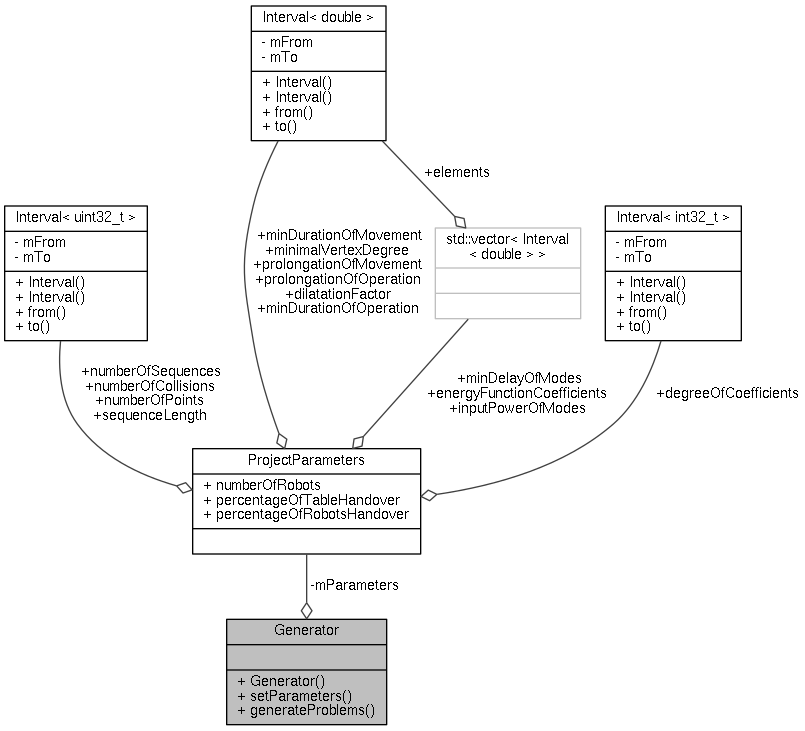 Interval< double >
- mFrom
- mTo
+ Interval()
+ Interval()
+ from()
+ to()
+elements
Interval< uint32_t >
- mFrom
- mTo
+ Interval()
+ Interval()
+ from()
+ to()
+minDurationOfMovement
+minimalVertexDegree
+prolongationOfMovement
+prolongationOfOperation
+dilatationFactor
+minDurationOfOperation
std::vector< Interval
< double > >
Interval< int32_t >
- mFrom
- mTo
+ Interval()
+ Interval()
+ from()
+ to()
+numberOfSequences
+numberOfCollisions
+numberOfPoints
+sequenceLength
+minDelayOfModes
+energyFunctionCoefficients
+inputPowerOfModes
+degreeOfCoefficients
ProjectParameters
+ numberOfRobots
+ percentageOfTableHandover
+ percentageOfRobotsHandover
-mParameters
Generator
+ Generator()
+ setParameters()
+ generateProblems()